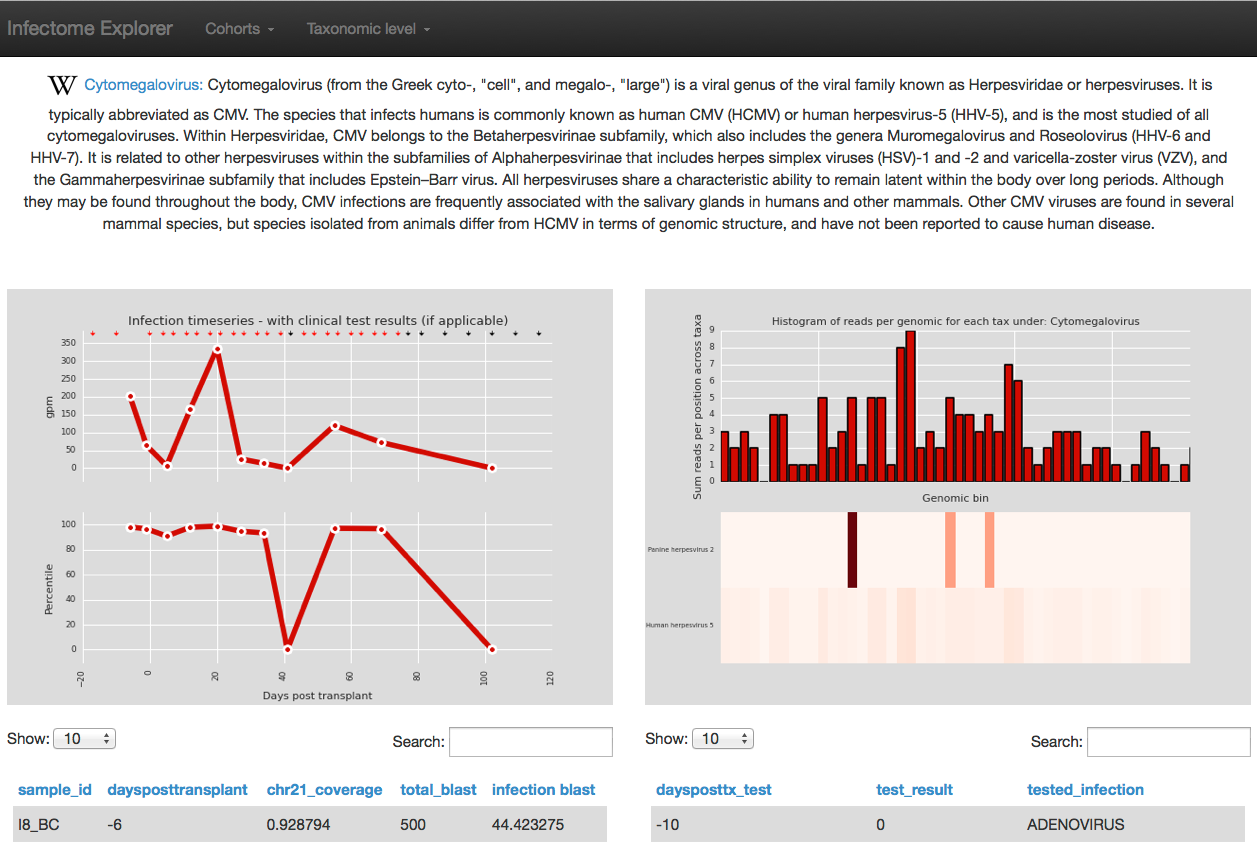 Infectome Explorer Cohorts Taxonomic level
W Cytomegalovirus: Cytomegalovirus (from the Greek cyto-, "cell", and megalo-, "large") is a viral genus of the viral family known as Herpesviridae or herpesviruses. It is
typically abbreviated as CMV. The species that infects humans is commonly known as human CMV (HCMV) or human herpesvirus-5 (HHV-5), and is the most studied of all
cytomegaloviruses. Within Herpesviridae, CMV belongs to the Betaherpesvirinae subfamily, which also includes the genera Muromegalovirus and Roseolovirus (HHV-6 and
HHV-7). It is related to other herpesviruses within the subfamilies of Alphaherpesvirinae that includes herpes simplex viruses (HSV)-1 and -2 and varicella-zoster virus (VZV), and
the Gammaherpesvirinae subfamily that includes Epstein–Barr virus. All herpesviruses share a characteristic ability to remain latent within the body over long periods. Although
they may be found throughout the body, CMV infections are frequently associated with the salivary glands in humans and other mammals. Other CMV viruses are found in several
mammal species, but species isolated from animals differ from HCMV in terms of genomic structure, and have not been reported to cause human disease.
Infection timeseries - with clinical test results (if applicable)
350
300
250
200
150
100
50
0
gpm
100
80
60
40
20
0
Percentile
-20 0 20 40 60 80 100 120
Days post transplant
Histogram of reads per genomic for each tax under: Cytomegalovirus
9
8
7
6
5
4
3
2
1
0
Sum reads per position across taxa
Genomic bin
Panine herpesvirus 2
Human herpesvirus 5
Show: 10 Search:
sample_id daysposttransplant chr21_coverage total_blast infection blast
I8_BC -6 0.928794 500 44.423275
Show: 10 Search:
daysposttx_test test_result tested_infection
-10 0 ADENOVIRUS